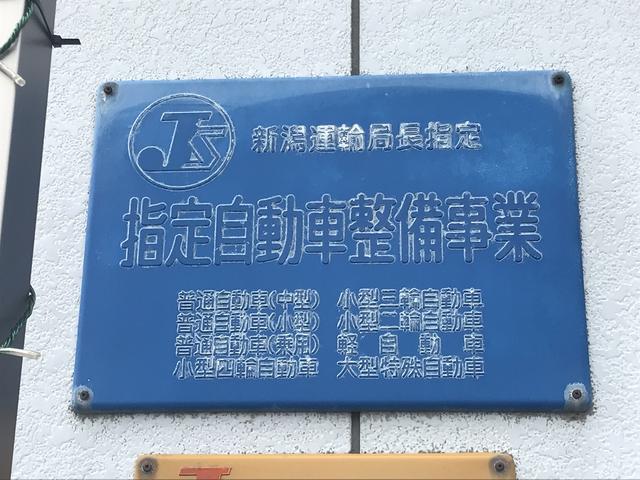 JS
新潟運輸局長指定
指定自動車整備事業
普通自動車(中型) 小型三輪自動車
普通自動車(小型) 小型二輪自動車
普通自動車(乗用) 軽自動車
小型四輪自動車 大型特殊自動車